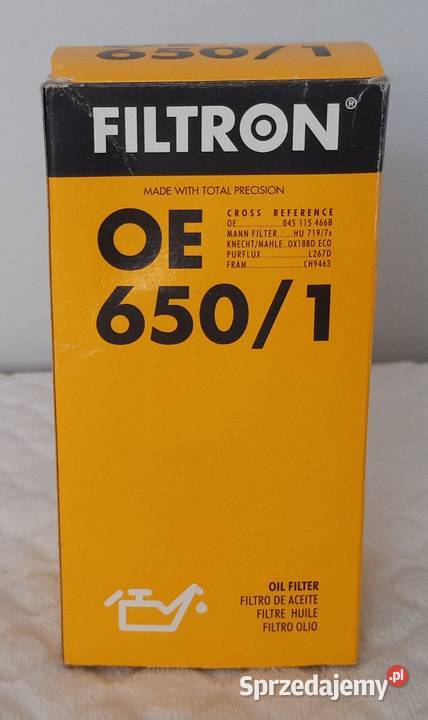 650/1
FILTRON®
MADE WITH TOTAL PRECISION
OE
650/1
CROSS REFERENCE
OE.................045 115 466B
MANN FILTER......HU 719/7x
KNECHT/MAHLE..OX188D ECO
PURFLUX..................L267D
FRAM.....................CH9463
OIL FILTER
FILTRO DE ACEITE
FILTRE HUILE
FILTRO OLIO
Sprzedajemy.pl